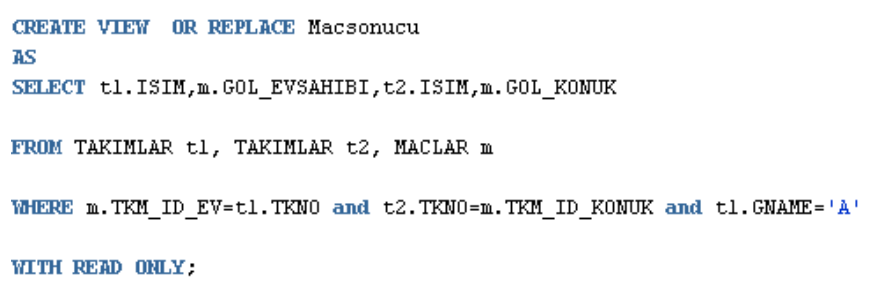 CREATE VIEW  OR REPLACE Macsonucu
AS
SELECT t1.ISIM,m.GOL_EVSAHIBI,t2.ISIM,m.GOL_KONUK
FROM TAKIMLAR t1, TAKIMLAR t2, MACLAR m
WHERE m.TKM_ID_EV=t1.TKNO and t2.TKNO=m.TKM_ID_KONUK and t1.GNAME='A'
WITH READ ONLY;